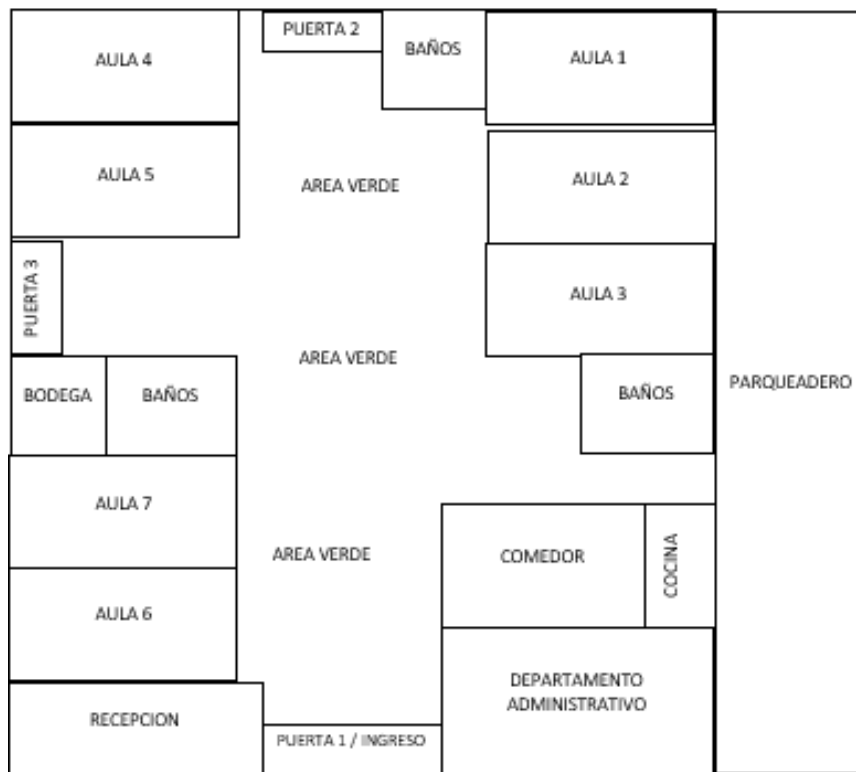 PUERTA 2
BAÑOS
AULA 4
AULA 1
AULA 5
AULA 2
AREA VERDE
PUERTA 3
AULA 3
AREA VERDE
PARQUEADERO
BODEGA
BAÑOS
BAÑOS
AULA 7
AREA VERDE
COMEDOR
COCINA
AULA 6
DEPARTAMENTO
ADMINISTRATIVO
RECEPCION
PUERTA 1 / INGRESO